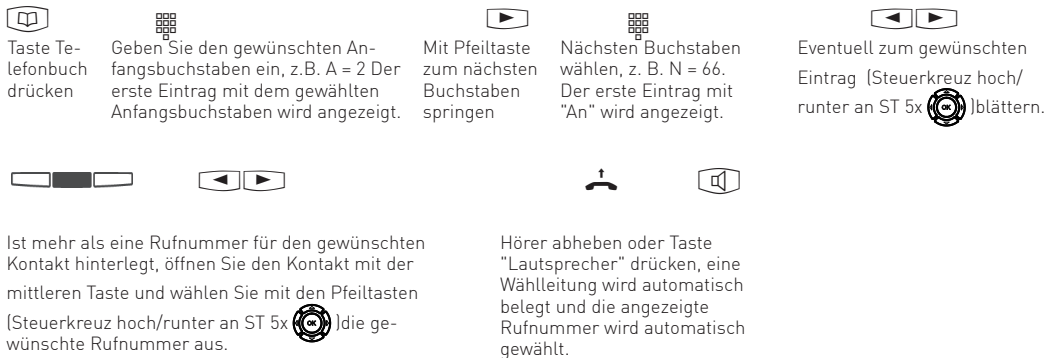 Taste Te-
lefonbuch
drücken
Geben Sie den gewünschten An-
fangsbuchstaben ein, z.B. A = 2 Der
erste Eintrag mit dem gewählten
Anfangsbuchstaben wird angezeigt.
Mit Pfeiltaste
zum nächsten
Buchstaben
springen
Nächsten Buchstaben
wählen, z. B. N = 66.
Der erste Eintrag mit
"An" wird angezeigt.
Eventuell zum gewünschten
Eintrag (Steuerkreuz hoch/
runter an ST 5x OK )blättern.
Ist mehr als eine Rufnummer für den gewünschten
Kontakt hinterlegt, öffnen Sie den Kontakt mit der
mittleren Taste und wählen Sie mit den Pfeiltasten
(Steuerkreuz hoch/runter an ST 5x OK )die ge-
wünschte Rufnummer aus.
Hörer abheben oder Taste
"Lautsprecher" drücken, eine
Wählleitung wird automatisch
belegt und die angezeigte
Rufnummer wird automatisch
gewählt.